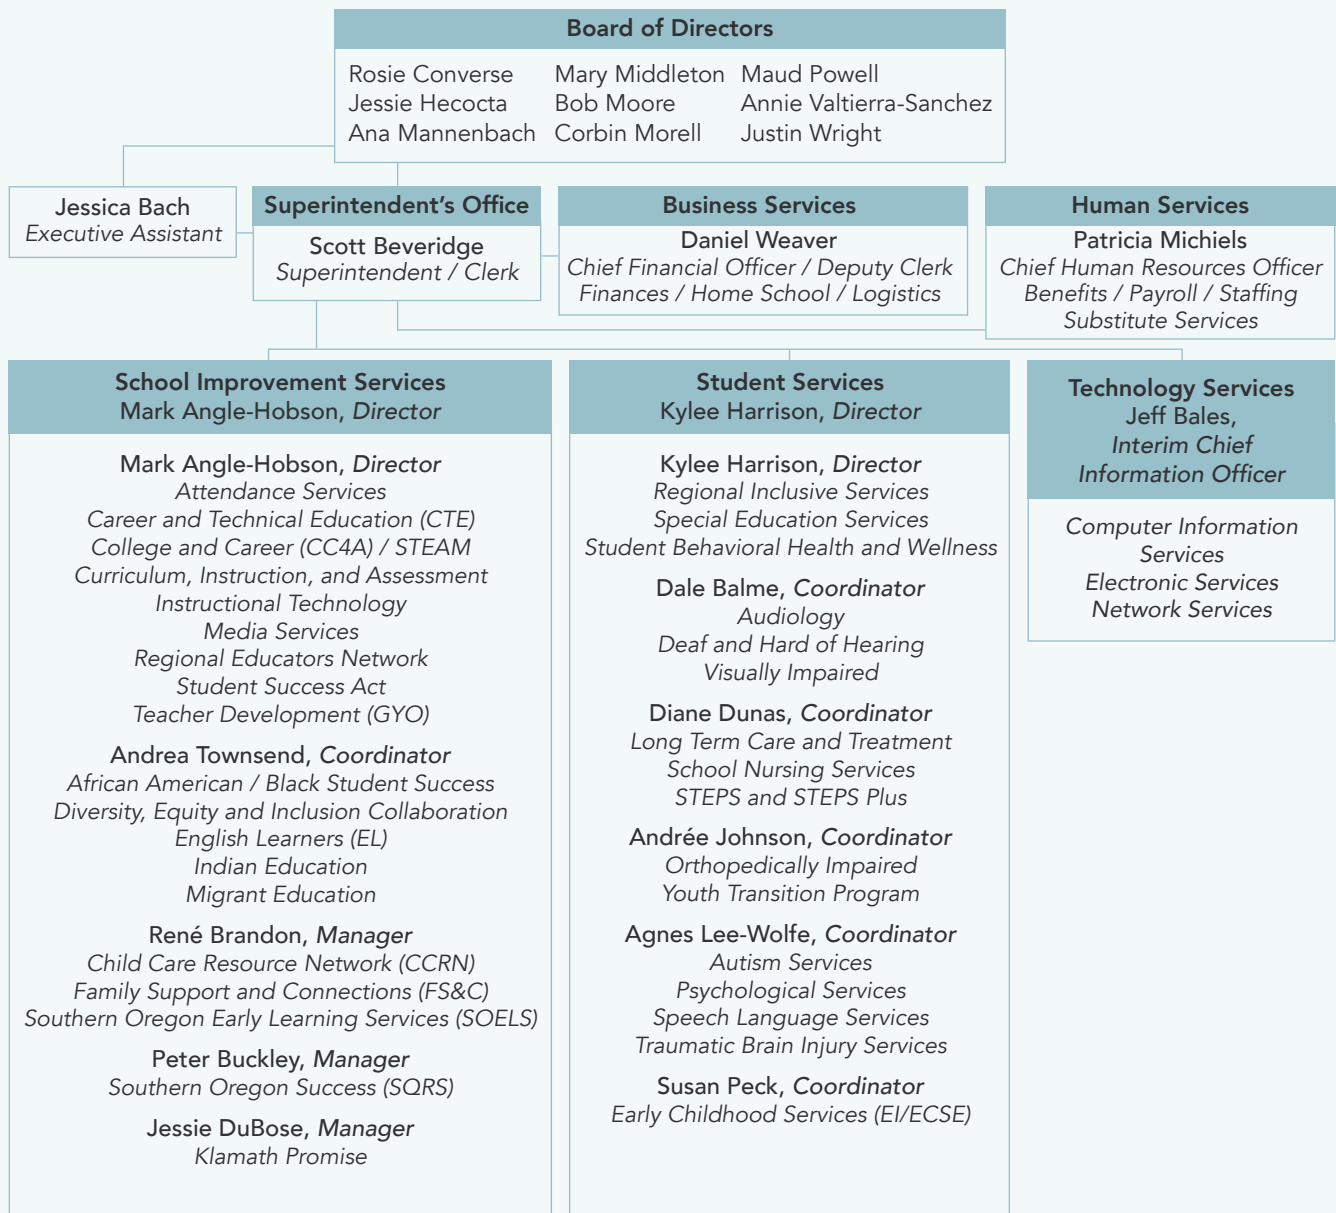 Board of Directors
Rosie Converse Mary Middleton Maud Powell
Jessie Hecocta Bob Moore Annie Valtierra-Sanchez
Ana Mannenbach Corbin Morell Justin Wright
Jessica Bach
Executive Assistant
Superintendent's Office
Scott Beveridge
Superintendent / Clerk
Business Services
Daniel Weaver
Chief Financial Officer / Deputy Clerk
Finances / Home School / Logistics
Human Services
Patricia Michiels
Chief Human Resources Officer
Benefits / Payroll / Staffing
Substitute Services
School Improvement Services
Mark Angle-Hobson, Director
Mark Angle-Hobson, Director
Attendance Services
Career and Technical Education (CTE)
College and Career (CC4A) / STEAM
Curriculum, Instruction, and Assessment
Instructional Technology
Media Services
Regional Educators Network
Student Success Act
Teacher Development (GYO)
Andrea Townsend, Coordinator
African American / Black Student Success
Diversity, Equity and Inclusion Collaboration
English Learners (EL)
Indian Education
Migrant Education
René Brandon, Manager
Child Care Resource Network (CCRN)
Family Support and Connections (FS&C)
Southern Oregon Early Learning Services (SOELS)
Peter Buckley, Manager
Southern Oregon Success (SQRS)
Jessie DuBose, Manager
Klamath Promise
Student Services
Kylee Harrison, Director
Kylee Harrison, Director
Regional Inclusive Services
Special Education Services
Student Behavioral Health and Wellness
Dale Balme, Coordinator
Audiology
Deaf and Hard of Hearing
Visually Impaired
Diane Dunas, Coordinator
Long Term Care and Treatment
School Nursing Services
STEPS and STEPS Plus
Andrée Johnson, Coordinator
Orthopedically Impaired
Youth Transition Program
Agnes Lee-Wolfe, Coordinator
Autism Services
Psychological Services
Speech Language Services
Traumatic Brain Injury Services
Susan Peck, Coordinator
Early Childhood Services (EI/ECSE)
Technology Services
Jeff Bales,
Interim Chief
Information Officer
Computer Information
Services
Electronic Services
Network Services